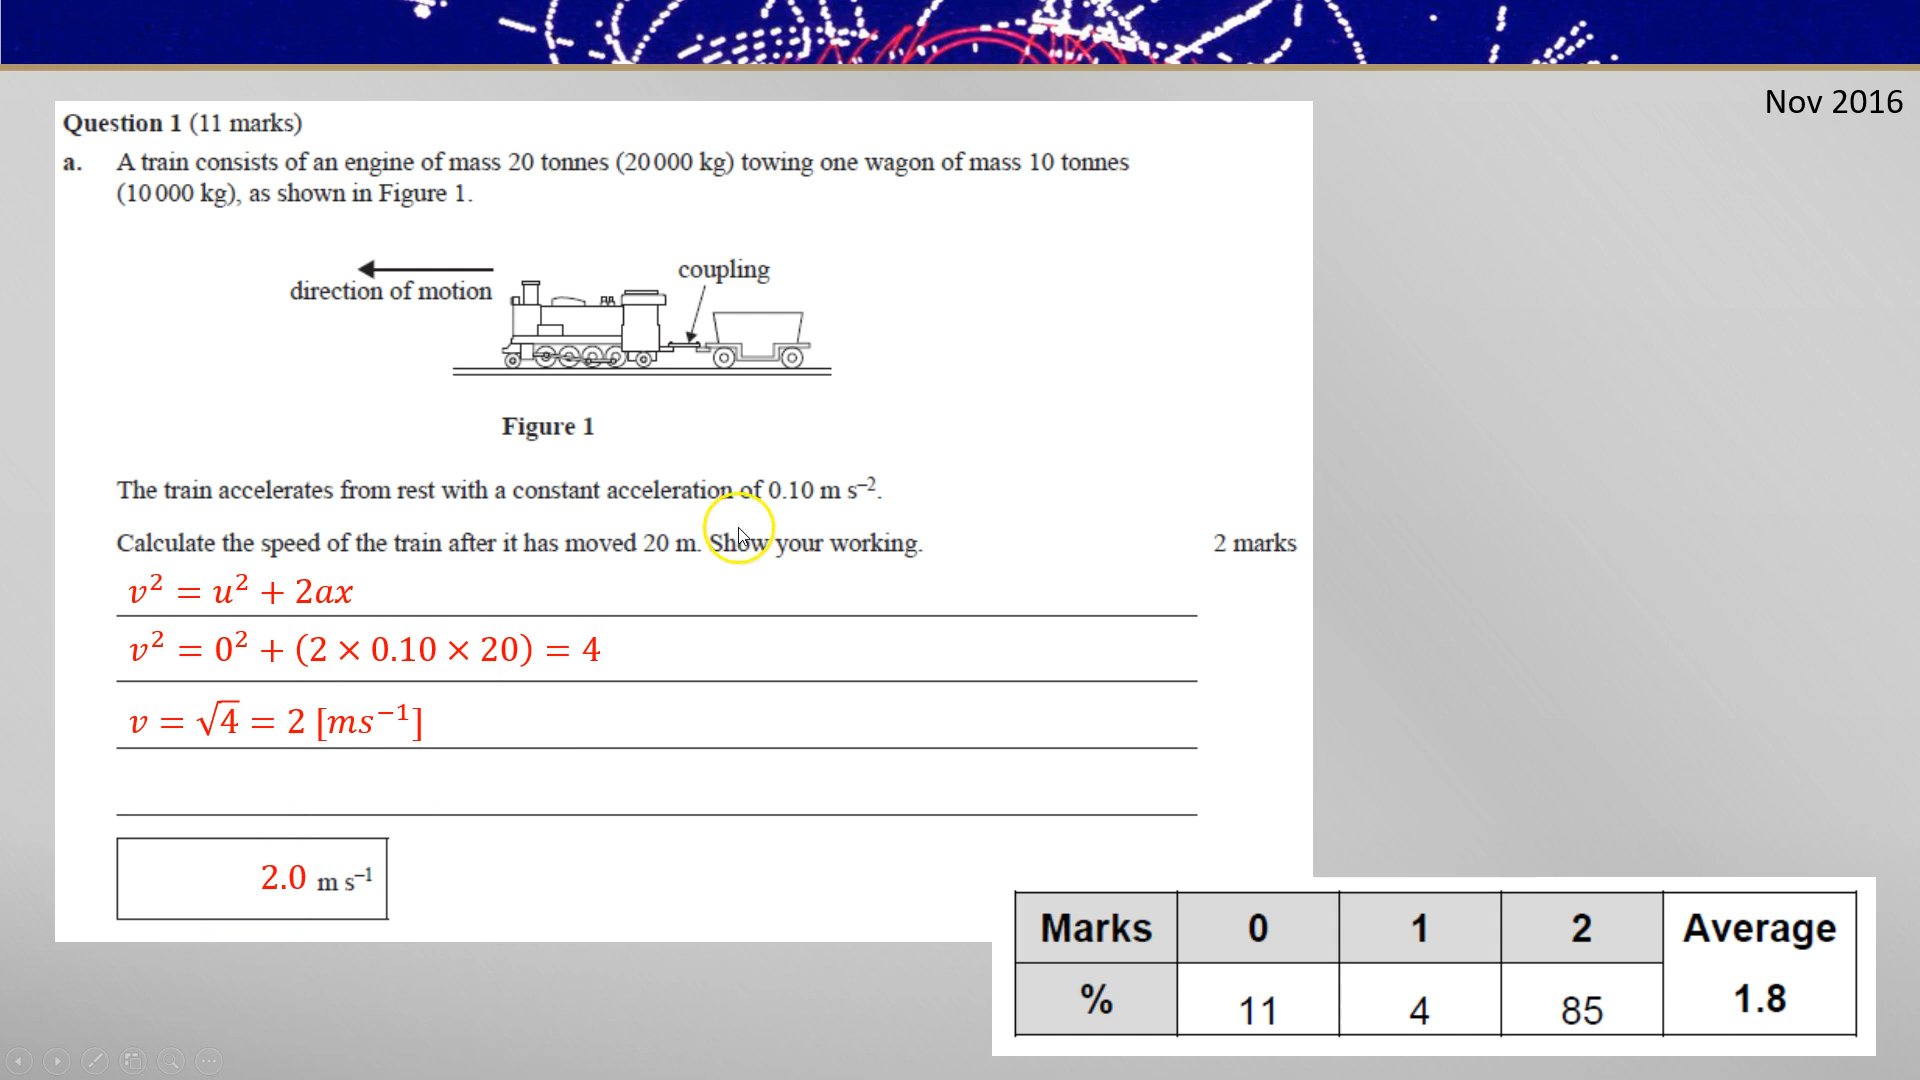 Nov 2016
Question 1 (11 marks)
a. A train consists of an engine of mass 20 tonnes (20 000 kg) towing one wagon of mass 10 tonnes
(10 000 kg), as shown in Figure 1.
coupling
direction of motion
Figure 1
The train accelerates from rest with a constant acceleration of 0.10 m s⁻².
Calculate the speed of the train after it has moved 20 m. Show your working. 2 marks
v² = u² + 2ax
v² = 0² + (2 × 0.10 × 20) = 4
v = √4 = 2 [ms⁻¹]
2.0 m s⁻¹
Marks 0 1 2 Average
% 11 4 85 1.8